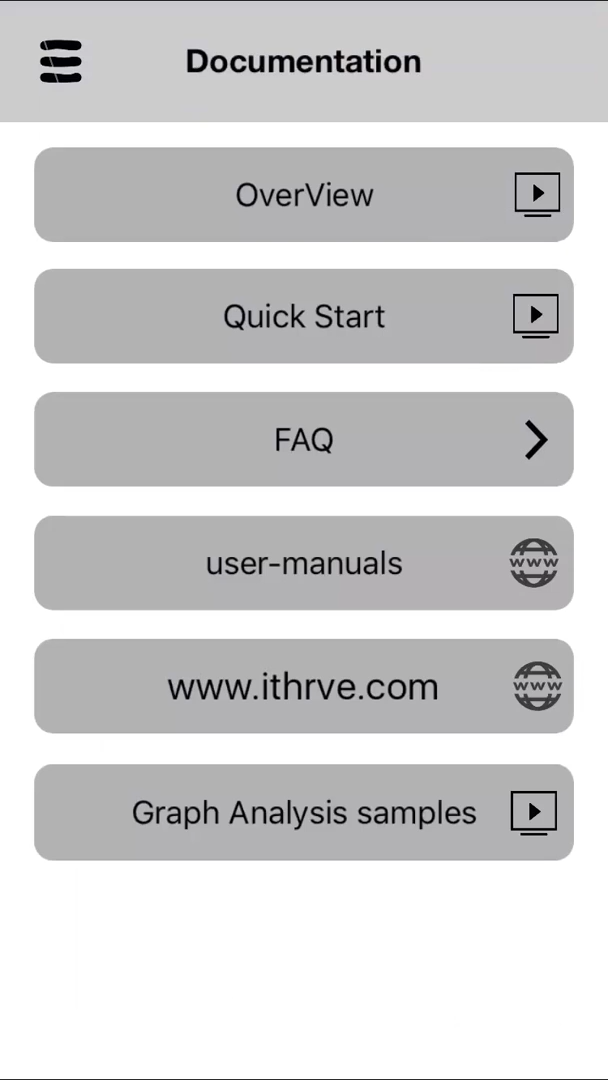 Documentation
OverView
Quick Start
FAQ
user-manuals
www
www.ithrve.com
www
Graph Analysis samples